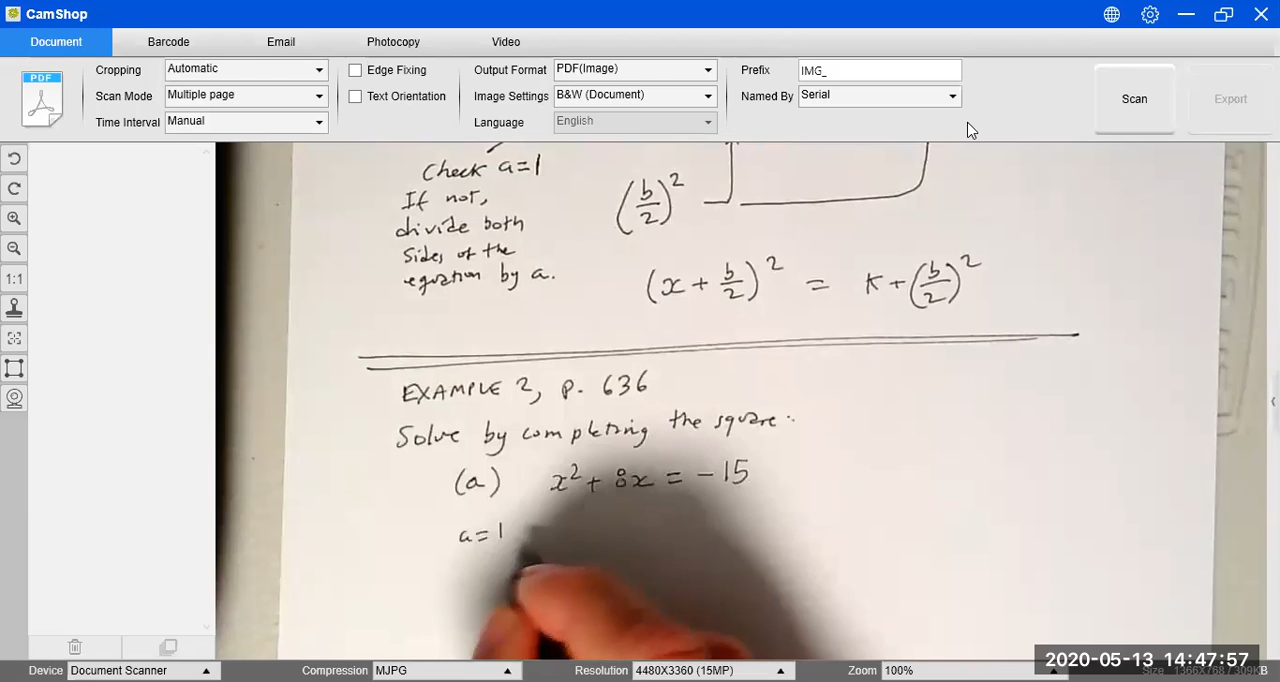 CamShop
Document Barcode Email Photocopy Video
PDF
Cropping Automatic
Scan Mode Multiple page
Time Interval Manual
Edge Fixing
Text Orientation
Output Format PDF(Image)
Image Settings B&W (Document)
Language English
Prefix IMG_
Named By Serial
Scan
Export
1:1
Check a=1
If not,
divide both
sides of the
equation by a.
(b/2)²
(x + b/2)² = k + (b/2)²
EXAMPLE 2, p. 636
Solve by completing the square:
(a) x² + 8x = -15
a = 1
Device Document Scanner Compression MJPG Resolution 4480X3360 (15MP) Zoom 100%
2020-05-13 14:47:57